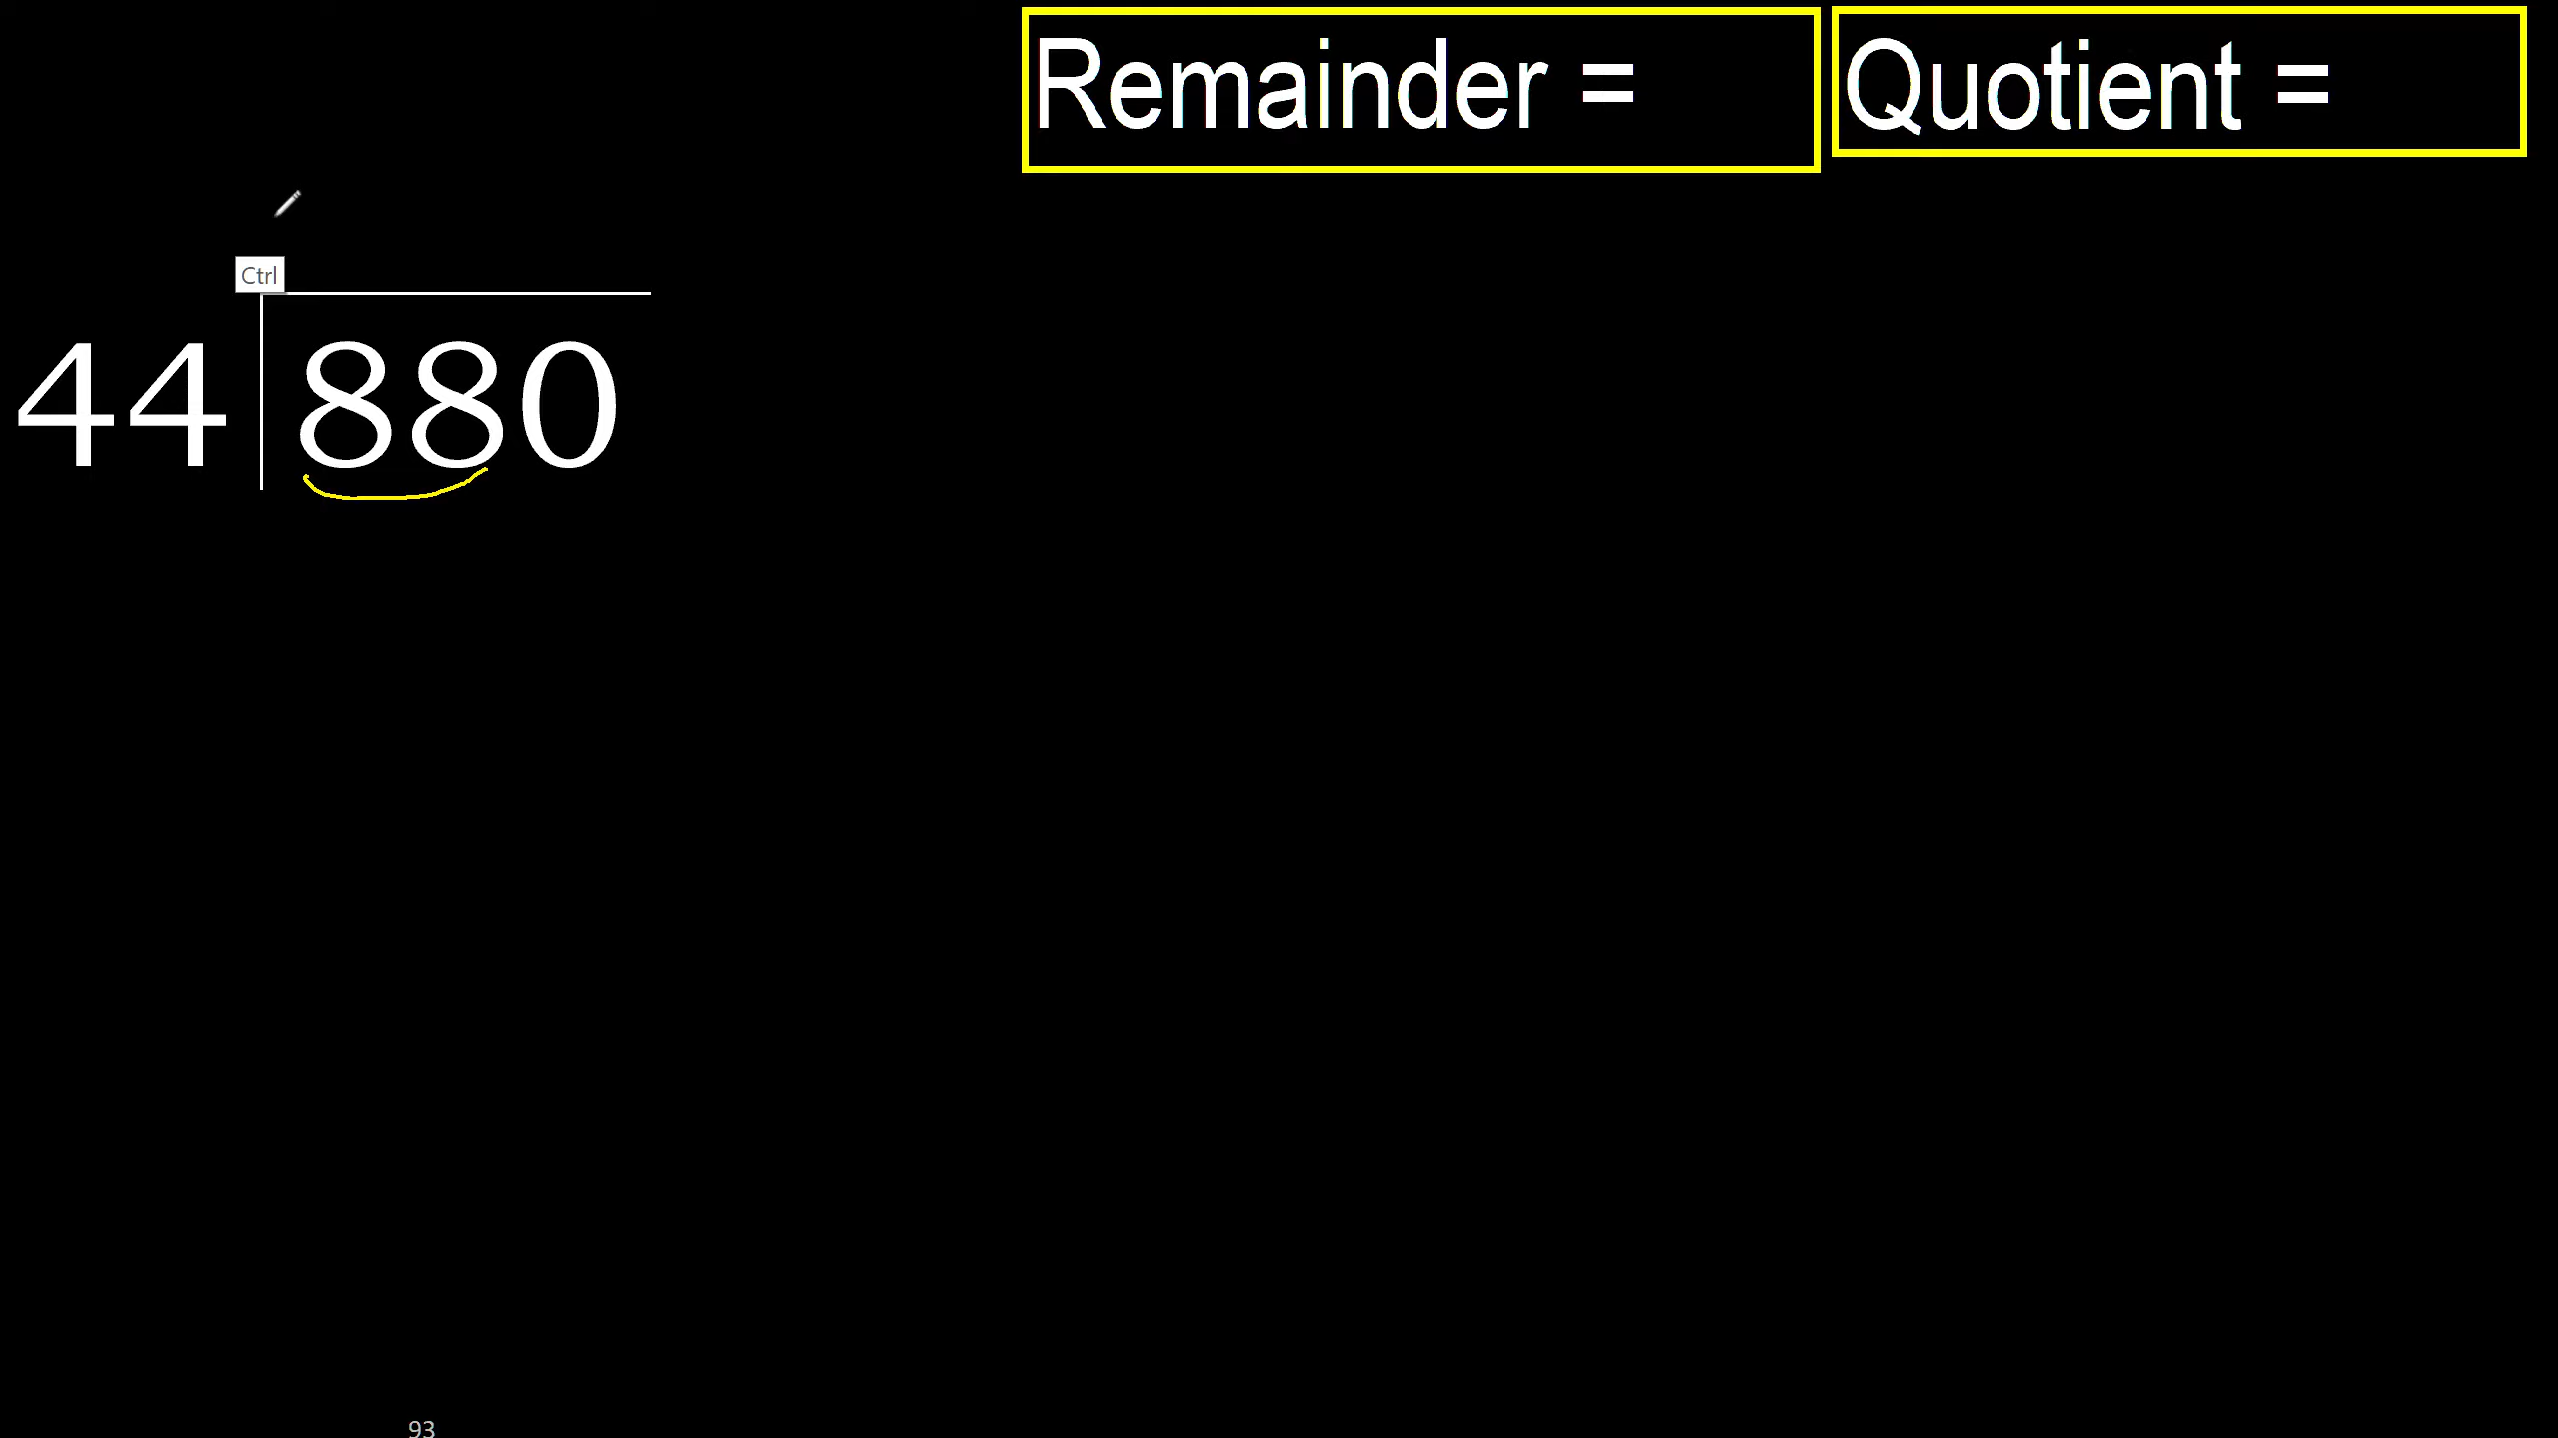 Remainder =
Quotient =
Ctrl
44 880
93